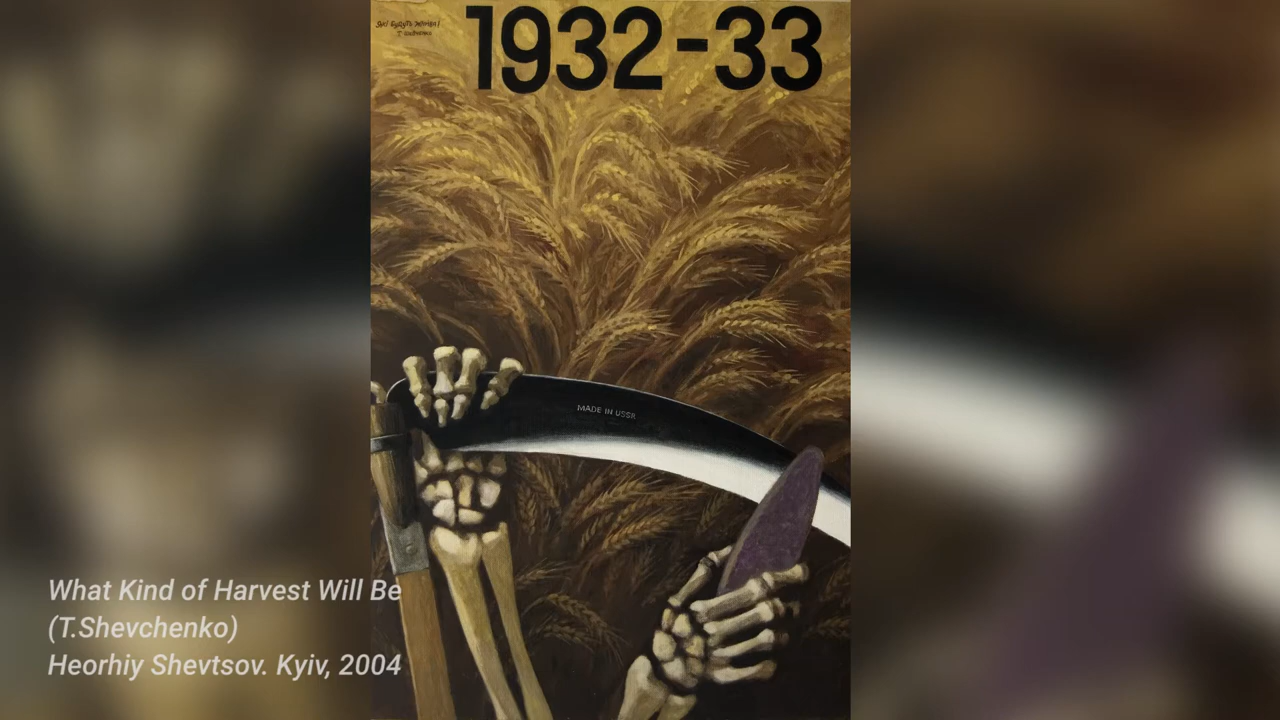 1932-33
MADE IN USSR
What Kind of Harvest Will Be
(T.Shevchenko)
Heorhiy Shevtsov. Kyiv, 2004